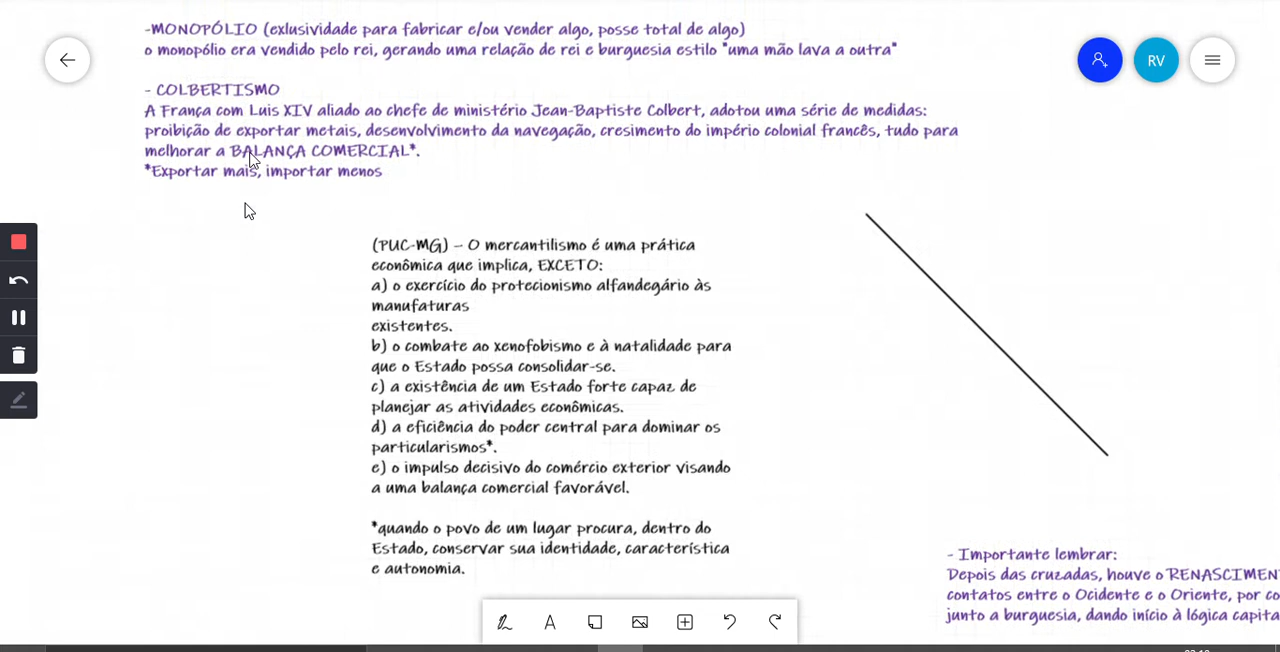 -MONOPÓLIO (exlusividade para fabricar e/ou vender algo, posse total de algo)
o monopólio era vendido pelo rei, gerando uma relação de rei e burguesia estilo "uma mão lava a outra"
RV
- COLBERTISMO
A França com Luis XIV aliado ao chefe de ministério Jean-Baptiste Colbert, adotou uma série de medidas:
proibição de exportar metais, desenvolvimento da navegação, cresimento do império colonial francês, tudo para
melhorar a BALANÇA COMERCIAL*.
*Exportar mais, importar menos
(PUC-MG) – O mercantilismo é uma prática
econômica que implica, EXCETO:
a) o exercício do protecionismo alfandegário às
manufaturas
existentes.
b) o combate ao xenofobismo e à natalidade para
que o Estado possa consolidar-se.
c) a existência de um Estado forte capaz de
planejar as atividades econômicas.
d) a eficiência do poder central para dominar os
particularismos*.
e) o impulso decisivo do comércio exterior visando
a uma balança comercial favorável.
*quando o povo de um lugar procura, dentro do
Estado, conservar sua identidade, característica
e autonomia.
- Importante lembrar:
Depois das cruzadas, houve o RENASCIMEN
contatos entre o Ocidente e o Oriente, por co
junto a burguesia, dando início à lógica capita